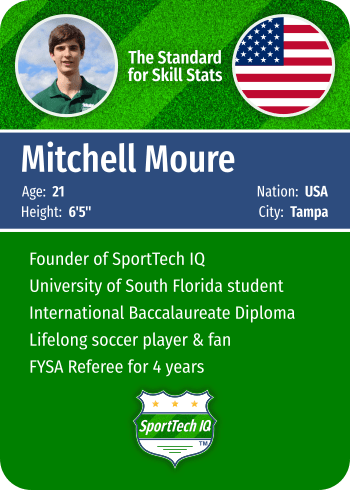 The Standard
for Skill Stats
Mitchell Moure
Age: 21 Nation: USA
Height: 6'5" City: Tampa
Founder of SportTech IQ
University of South Florida student
International Baccalaureate Diploma
Lifelong soccer player & fan
FYSA Referee for 4 years
SportTech IQ
TM